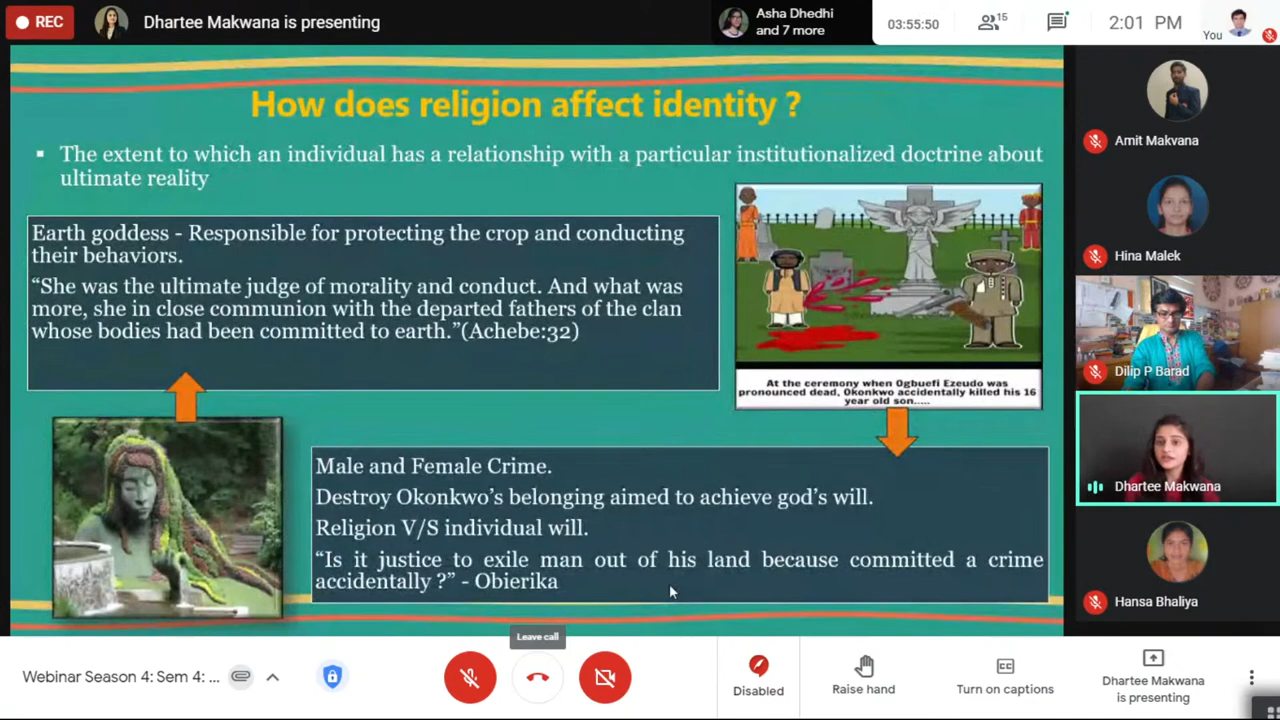 REC
Dhartee Makwana is presenting
Asha Dhedhi
and 7 more
03:55:50
15
2:01 PM
You
How does religion affect identity ?
▪ The extent to which an individual has a relationship with a particular institutionalized doctrine about
ultimate reality
Earth goddess - Responsible for protecting the crop and conducting
their behaviors.
“She was the ultimate judge of morality and conduct. And what was
more, she in close communion with the departed fathers of the clan
whose bodies had been committed to earth.”(Achebe:32)
At the ceremony when Ogbuefi Ezeudo was
pronounced dead, Okonkwo accidentally killed his 16
year old son.....
Male and Female Crime.
Destroy Okonkwo’s belonging aimed to achieve god’s will.
Religion V/S individual will.
“Is it justice to exile man out of his land because committed a crime
accidentally ?” - Obierika
Amit Makvana
Hina Malek
Dilip P Barad
Dhartee Makwana
Hansa Bhaliya
Leave call
Webinar Season 4: Sem 4: ...
Disabled
Raise hand
CC
Turn on captions
Dhartee Makwana
is presenting